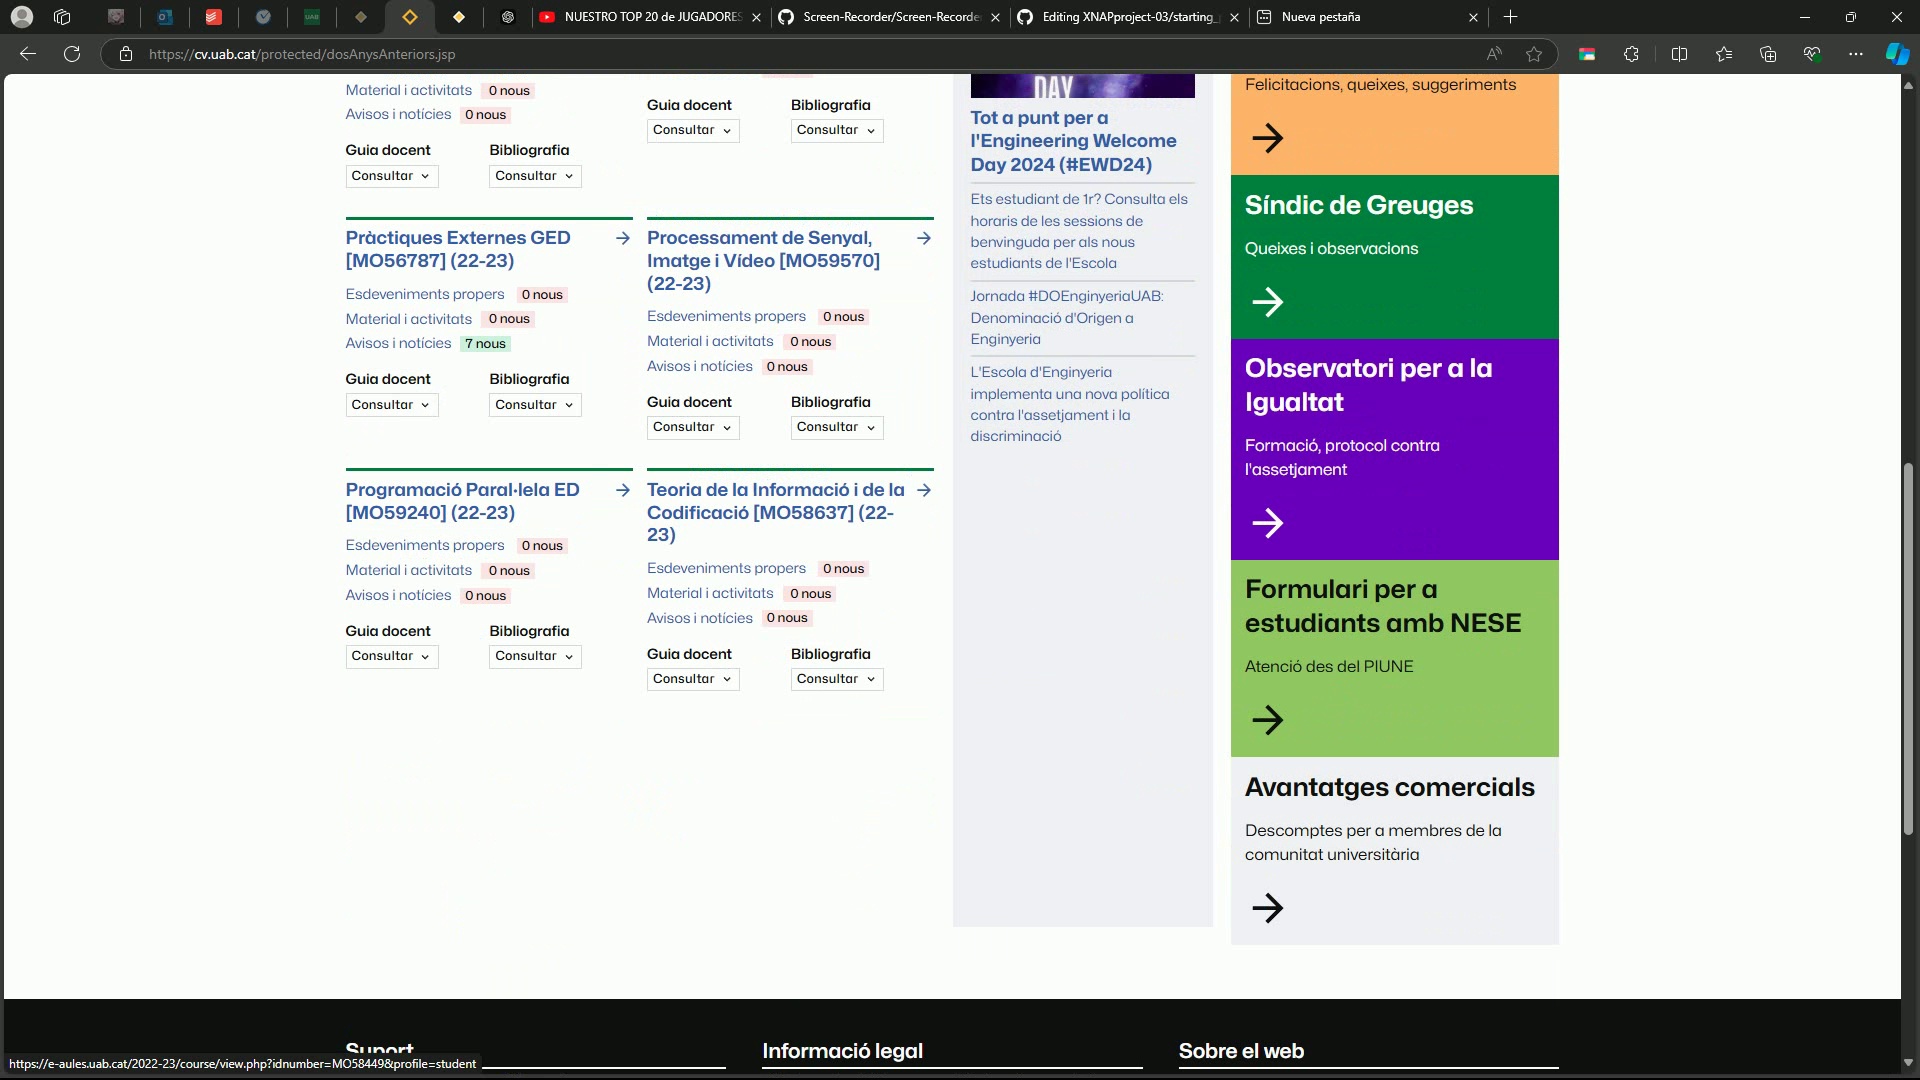 NUESTRO TOP 20 de JUGADORES
Screen-Recorder/Screen-Recorde
Editing XNAPproject-03/starting_
Nueva pestaña
https://cv.uab.cat/protected/dosAnysAnteriors.jsp
Material i activitats 0 nous
Avisos i notícies 0 nous
Guia docent Bibliografia
Consultar Consultar
Guia docent Bibliografia
Consultar Consultar
Pràctiques Externes GED
[MO56787] (22-23)
Esdeveniments propers 0 nous
Material i activitats 0 nous
Avisos i notícies 7 nous
Guia docent Bibliografia
Consultar Consultar
Processament de Senyal,
Imatge i Vídeo [MO59570]
(22-23)
Esdeveniments propers 0 nous
Material i activitats 0 nous
Avisos i notícies 0 nous
Guia docent Bibliografia
Consultar Consultar
Programació Paral·lela ED
[MO59240] (22-23)
Esdeveniments propers 0 nous
Material i activitats 0 nous
Avisos i notícies 0 nous
Guia docent Bibliografia
Consultar Consultar
Teoria de la Informació i de la
Codificació [MO58637] (22-
23)
Esdeveniments propers 0 nous
Material i activitats 0 nous
Avisos i notícies 0 nous
Guia docent Bibliografia
Consultar Consultar
DAY
Tot a punt per a
l'Engineering Welcome
Day 2024 (#EWD24)
Ets estudiant de 1r? Consulta els
horaris de les sessions de
benvinguda per als nous
estudiants de l'Escola
Jornada #DOEnginyeriaUAB:
Denominació d'Origen a
Enginyeria
L'Escola d'Enginyeria
implementa una nova política
contra l'assetjament i la
discriminació
Felicitacions, queixes, suggeriments
Síndic de Greuges
Queixes i observacions
Observatori per a la
Igualtat
Formació, protocol contra
l'assetjament
Formulari per a
estudiants amb NESE
Atenció des del PIUNE
Avantatges comercials
Descomptes per a membres de la
comunitat universitària
Suport
Informació legal
Sobre el web
https://e-aules.uab.cat/2022-23/course/view.php?idnumber=MO58449&profile=student